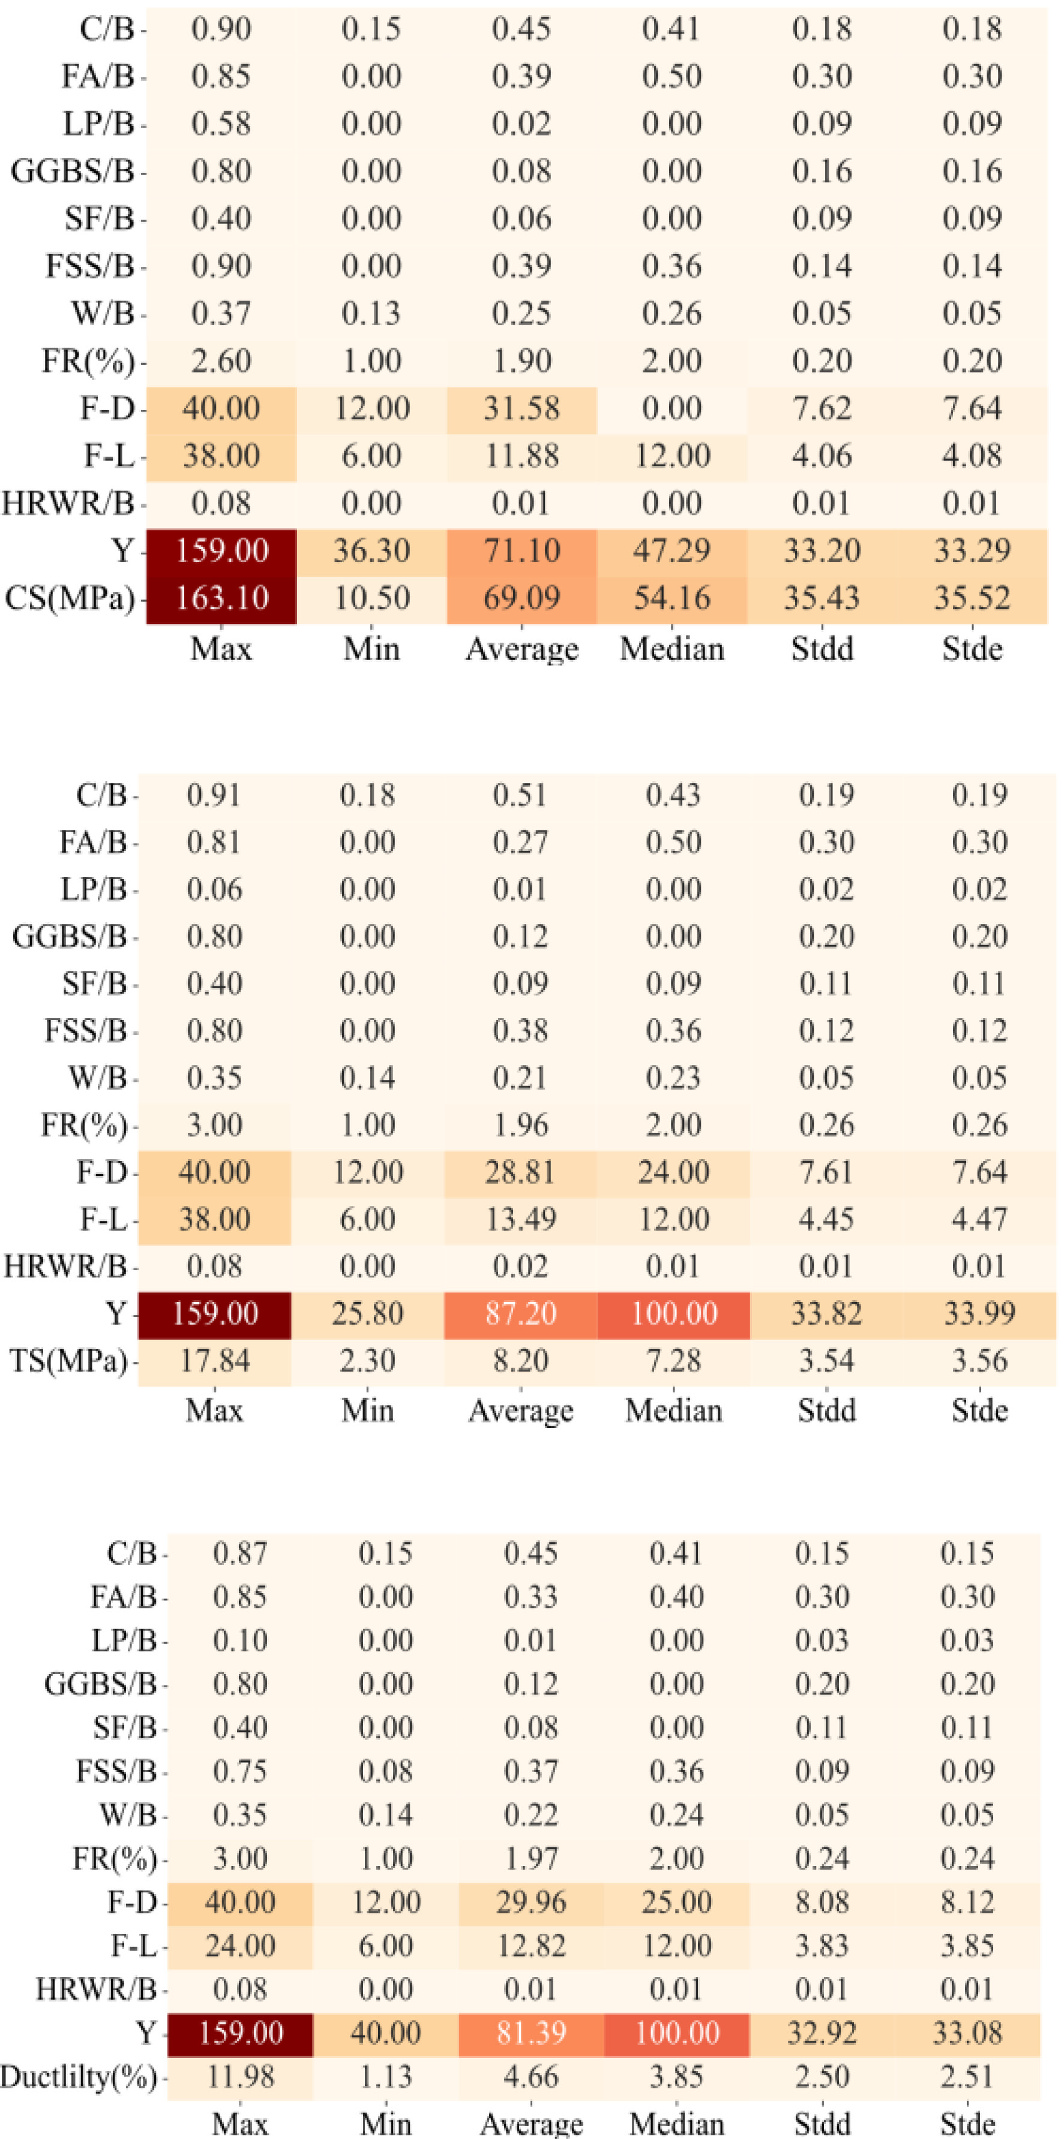 C/B 0.90 0.15 0.45 0.41 0.18 0.18
FA/B 0.85 0.00 0.39 0.50 0.30 0.30
LP/B 0.58 0.00 0.02 0.00 0.09 0.09
GGBS/B 0.80 0.00 0.08 0.00 0.16 0.16
SF/B 0.40 0.00 0.06 0.00 0.09 0.09
FSS/B 0.90 0.00 0.39 0.36 0.14 0.14
W/B 0.37 0.13 0.25 0.26 0.05 0.05
FR(%) 2.60 1.00 1.90 2.00 0.20 0.20
F-D 40.00 12.00 31.58 0.00 7.62 7.64
F-L 38.00 6.00 11.88 12.00 4.06 4.08
HRWR/B 0.08 0.00 0.01 0.00 0.01 0.01
Y 159.00 36.30 71.10 47.29 33.20 33.29
CS(MPa) 163.10 10.50 69.09 54.16 35.43 35.52
Max Min Average Median Stdd Stde
C/B 0.91 0.18 0.51 0.43 0.19 0.19
FA/B 0.81 0.00 0.27 0.50 0.30 0.30
LP/B 0.06 0.00 0.01 0.00 0.02 0.02
GGBS/B 0.80 0.00 0.12 0.00 0.20 0.20
SF/B 0.40 0.00 0.09 0.09 0.11 0.11
FSS/B 0.80 0.00 0.38 0.36 0.12 0.12
W/B 0.35 0.14 0.21 0.23 0.05 0.05
FR(%) 3.00 1.00 1.96 2.00 0.26 0.26
F-D 40.00 12.00 28.81 24.00 7.61 7.64
F-L 38.00 6.00 13.49 12.00 4.45 4.47
HRWR/B 0.08 0.00 0.02 0.01 0.01 0.01
Y 159.00 25.80 87.20 100.00 33.82 33.99
TS(MPa) 17.84 2.30 8.20 7.28 3.54 3.56
Max Min Average Median Stdd Stde
C/B 0.87 0.15 0.45 0.41 0.15 0.15
FA/B 0.85 0.00 0.33 0.40 0.30 0.30
LP/B 0.10 0.00 0.01 0.00 0.03 0.03
GGBS/B 0.80 0.00 0.12 0.00 0.20 0.20
SF/B 0.40 0.00 0.08 0.00 0.11 0.11
FSS/B 0.75 0.08 0.37 0.36 0.09 0.09
W/B 0.35 0.14 0.22 0.24 0.05 0.05
FR(%) 3.00 1.00 1.97 2.00 0.24 0.24
F-D 40.00 12.00 29.96 25.00 8.08 8.12
F-L 24.00 6.00 12.82 12.00 3.83 3.85
HRWR/B 0.08 0.00 0.01 0.01 0.01 0.01
Y 159.00 40.00 81.39 100.00 32.92 33.08
Ductlilty(%) 11.98 1.13 4.66 3.85 2.50 2.51
Max Min Average Median Stdd Stde